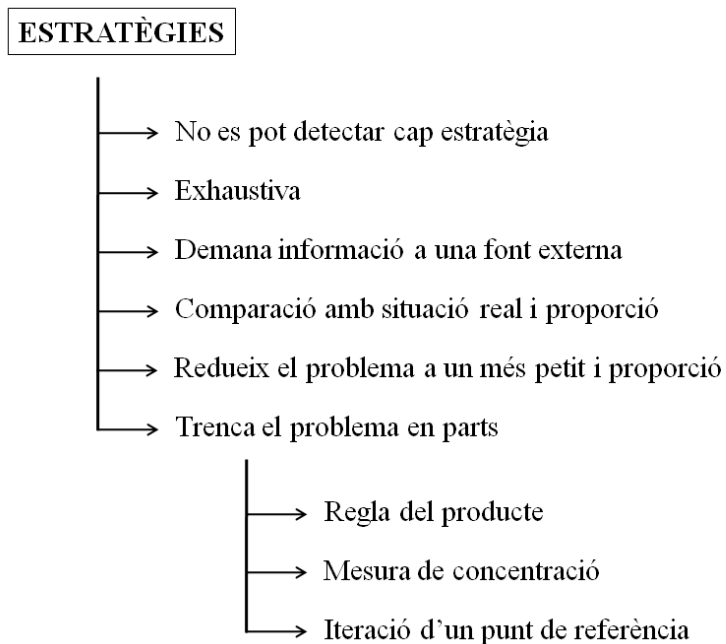 ESTRATÈGIES
No es pot detectar cap estratègia
Exhaustiva
Demana informació a una font externa
Comparació amb situació real i proporció
Redueix el problema a un més petit i proporció
Trenca el problema en parts
Regla del producte
Mesura de concentració
Iteració d’un punt de referència